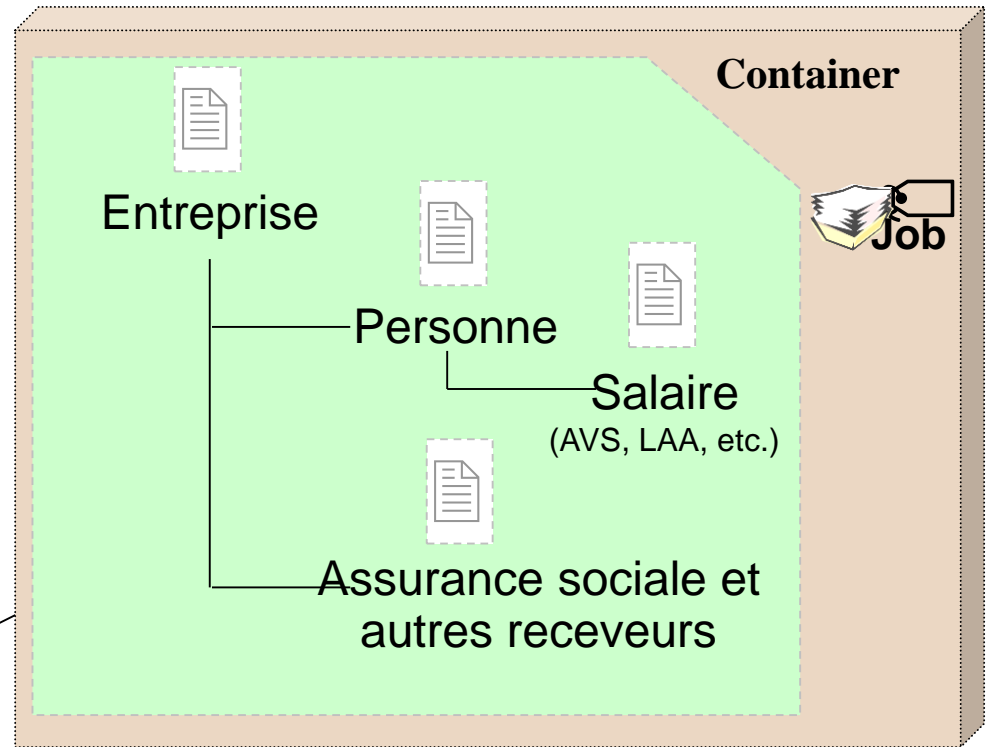 Container
Entreprise
Job
Personne
Salaire
(AVS, LAA, etc.)
Assurance sociale et
autres receveurs